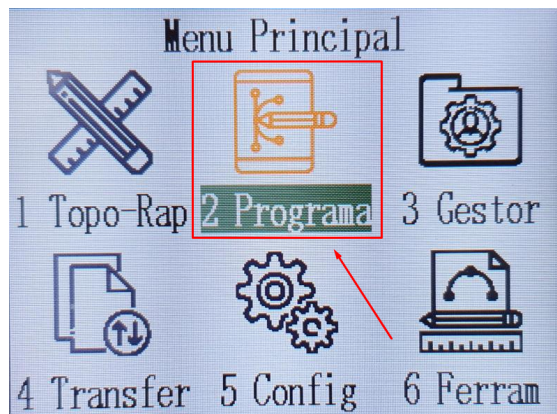 Menu Principal
1 Topo-Rap 2 Programa 3 Gestor
4 Transfer 5 Config 6 Ferram